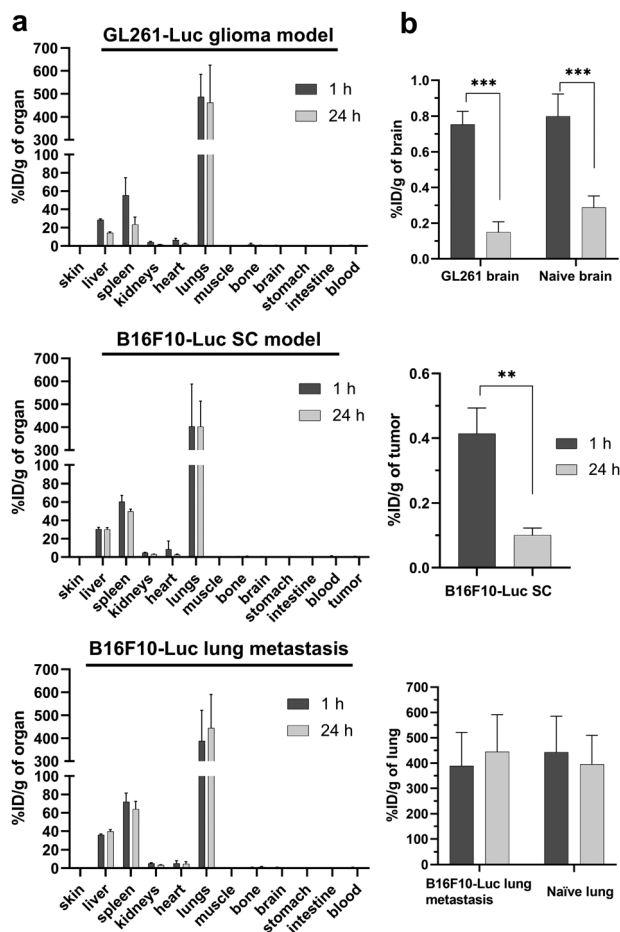 a
GL261-Luc glioma model
%ID/g of organ
700
600
500
400
300
100
80
60
40
20
0
1 h
24 h
skin
liver
spleen
kidneys
heart
lungs
muscle
bone
brain
stomach
intestine
blood
b
%ID/g of brain
1.0
0.8
0.6
0.4
0.2
0.0
***
***
GL261 brain
Naive brain
B16F10-Luc SC model
%ID/g of organ
700
600
500
400
300
100
80
60
40
20
0
1 h
24 h
skin
liver
spleen
kidneys
heart
lungs
muscle
bone
brain
stomach
intestine
blood
tumor
%ID/g of tumor
0.6
0.4
0.2
0.0
**
1 h
24 h
B16F10-Luc SC
B16F10-Luc lung metastasis
%ID/g of organ
700
600
500
400
300
100
80
60
40
20
0
1 h
24 h
skin
liver
spleen
kidneys
heart
lungs
muscle
bone
brain
stomach
intestine
blood
%ID/g of lung
700
600
500
400
300
200
100
0
B16F10-Luc lung
metastasis
Naïve lung